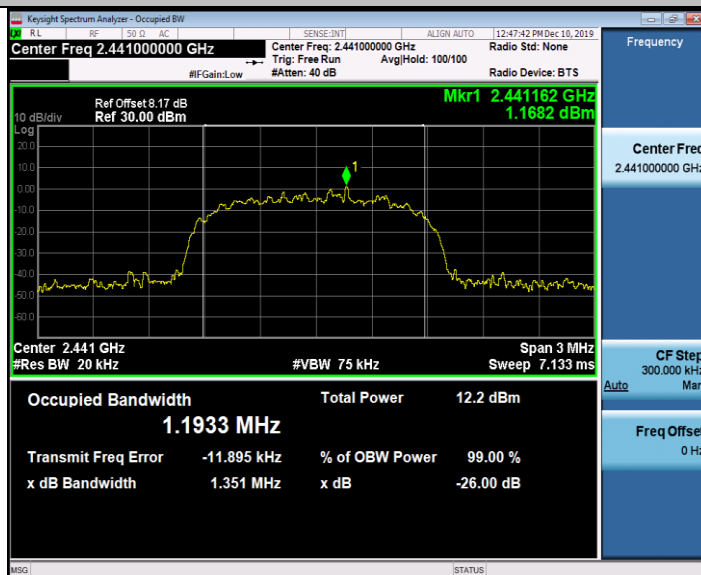 Keysight Spectrum Analyzer - Occupied BW
RL RF 50 Ω AC SENSE:INT ALIGN AUTO 12:47:42 PM Dec 10, 2019
Center Freq 2.441000000 GHz
Center Freq: 2.441000000 GHz
Radio Std: None
Trig: Free Run
Avg|Hold: 100/100
#IFGain:Low
#Atten: 40 dB
Radio Device: BTS
Frequency
Ref Offset 8.17 dB
Mkr1 2.441162 GHz
10 dB/div
Ref 30.00 dBm
1.1682 dBm
Log
20.0
10.0
1
0.00
-10.0
-20.0
-30.0
-40.0
-50.0
-60.0
Center 2.441 GHz
Span 3 MHz
#Res BW 20 kHz
#VBW 75 kHz
Sweep 7.133 ms
Occupied Bandwidth
Total Power 12.2 dBm
1.1933 MHz
Transmit Freq Error -11.895 kHz
% of OBW Power 99.00 %
x dB Bandwidth 1.351 MHz
x dB -26.00 dB
Center Freq
2.441000000 GHz
CF Step
300.000 kHz
Auto Man
Freq Offset
0 Hz
MSG STATUS